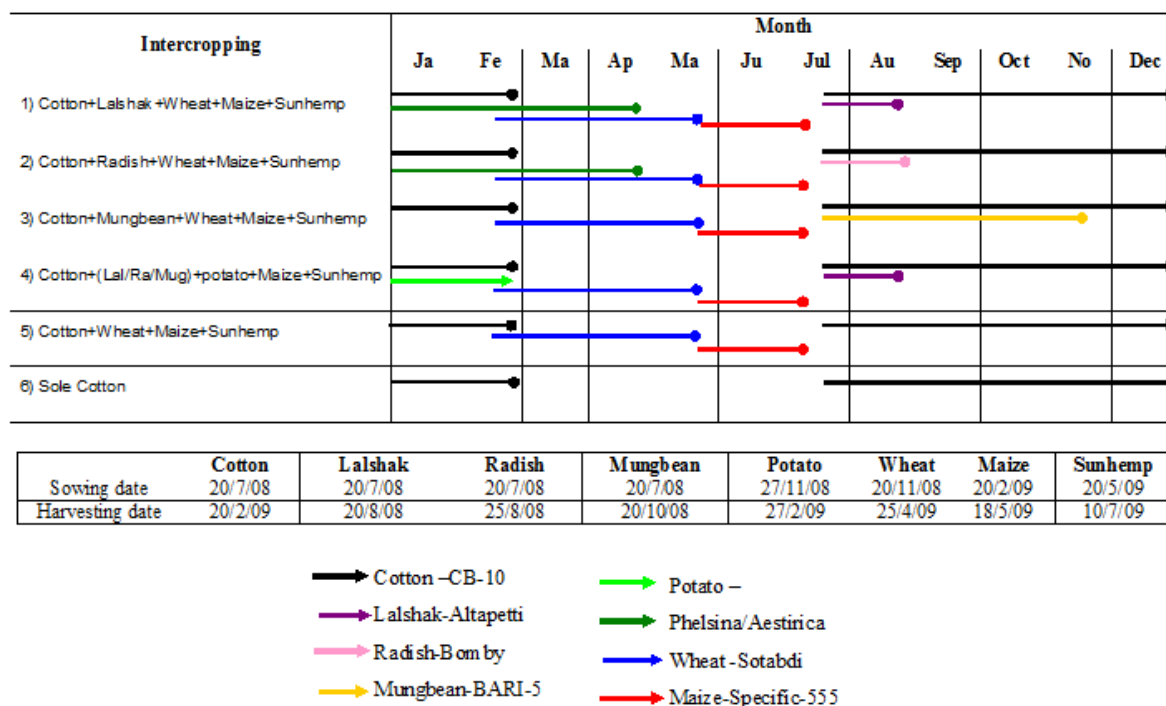 Intercropping
Month
Ja Fe Ma Ap Ma Ju Jul Au Sep Oct No Dec
1) Cotton+Lalshak+Wheat+Maize+Sunhemp
2) Cotton+Radish+Wheat+Maize+Sunhemp
3) Cotton+Mungbean+Wheat+Maize+Sunhemp
4) Cotton+(Lal/Ra/Mug)+potato+Maize+Sunhemp
5) Cotton+Wheat+Maize+Sunhemp
6) Sole Cotton
Cotton Lalshak Radish Mungbean Potato Wheat Maize Sunhemp
Sowing date 20/7/08 20/7/08 20/7/08 20/7/08 27/11/08 20/11/08 20/2/09 20/5/09
Harvesting date 20/2/09 20/8/08 25/8/08 20/10/08 27/2/09 25/4/09 18/5/09 10/7/09
Cotton –CB-10
Lalshak-Altapetti
Radish-Bomby
Mungbean-BARI-5
Potato –
Phelsina/Aestirica
Wheat-Sotabdi
Maize-Specific-555